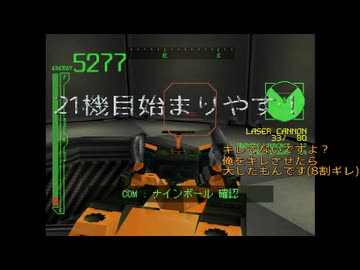 5277
ENERGY
21機目始まりやす！
LASER CANNON
33/ 80
キレてないですよ？
俺をキレさせたら
大したもんです(8割ギレ)
COM : ナインボール 確認